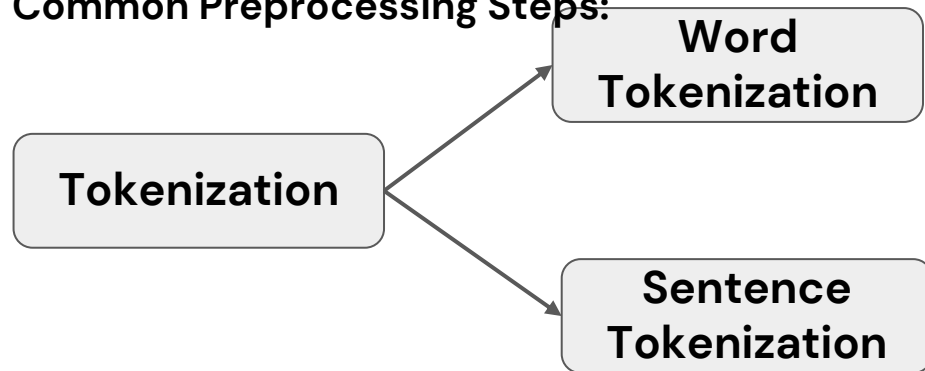 Common Preprocessing Steps:
Word
Tokenization
Tokenization
Sentence
Tokenization